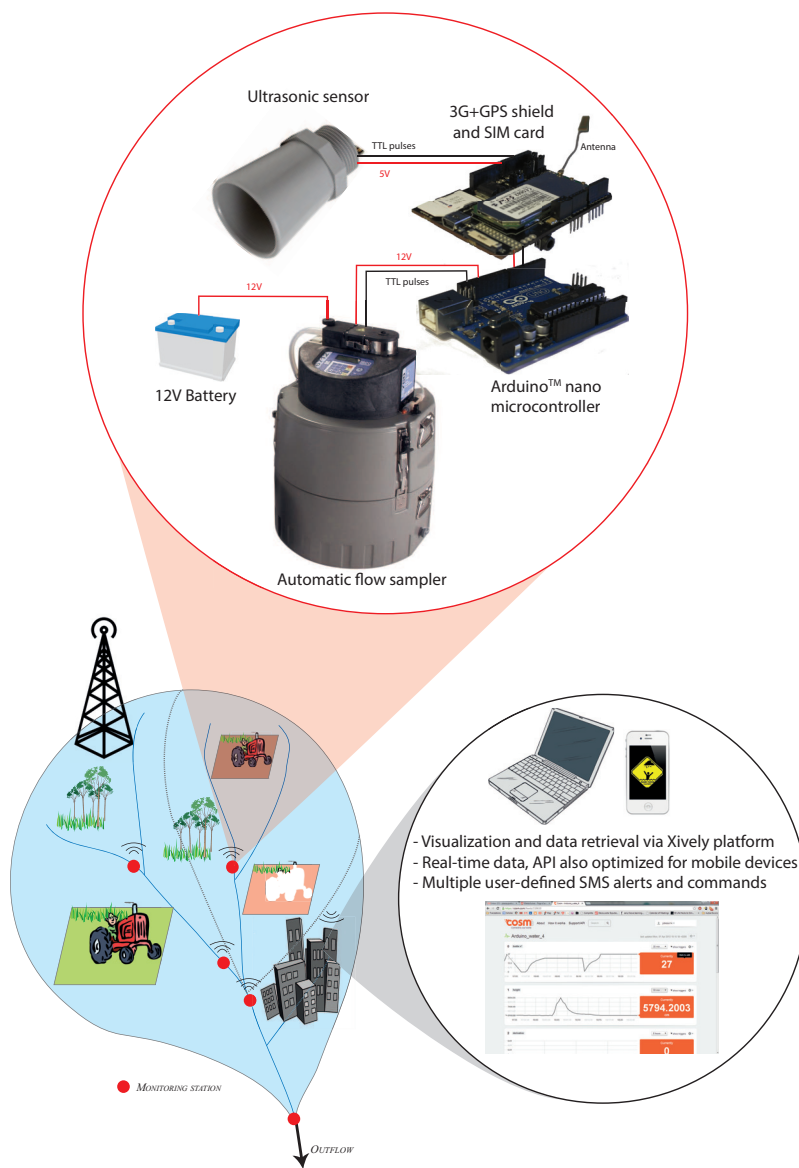 Ultrasonic sensor
3G+GPS shield
and SIM card
Antenna
TTL pulses
5V
12V
TTL pulses
12V
12V Battery
Arduino™ nano
microcontroller
Automatic flow sampler
- Visualization and data retrieval via Xively platform
- Real-time data, API also optimized for mobile devices
- Multiple user-defined SMS alerts and commands
cosm
Arduino_water_4
27
5794.2003
0
MONITORING STATION
OUTFLOW